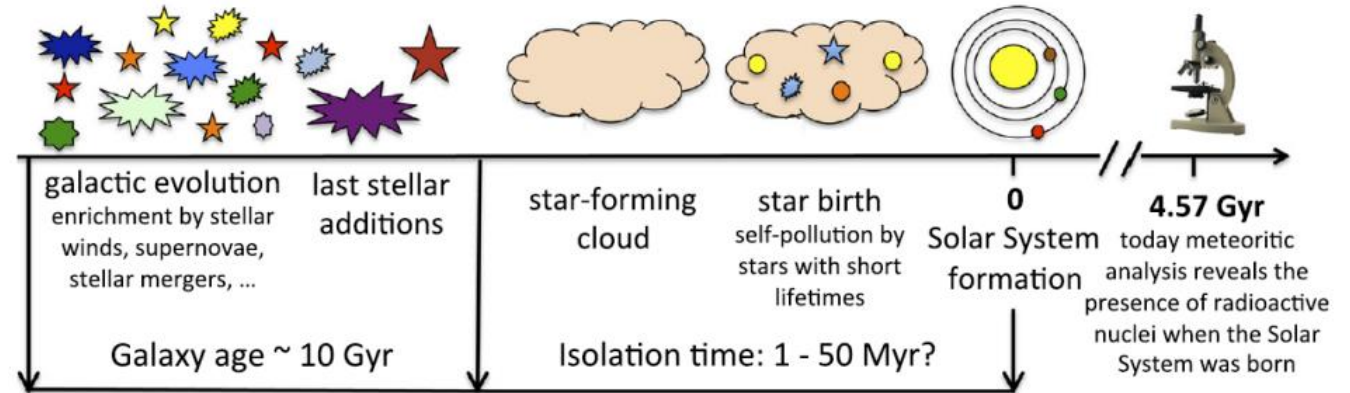 galactic evolution
enrichment by stellar
winds, supernovae,
stellar mergers, ...
last stellar
additions
star-forming
cloud
star birth
self-pollution by
stars with short
lifetimes
0
Solar System
formation
4.57 Gyr
today meteoritic
analysis reveals the
presence of radioactive
nuclei when the Solar
System was born
Galaxy age ~ 10 Gyr
Isolation time: 1 - 50 Myr?